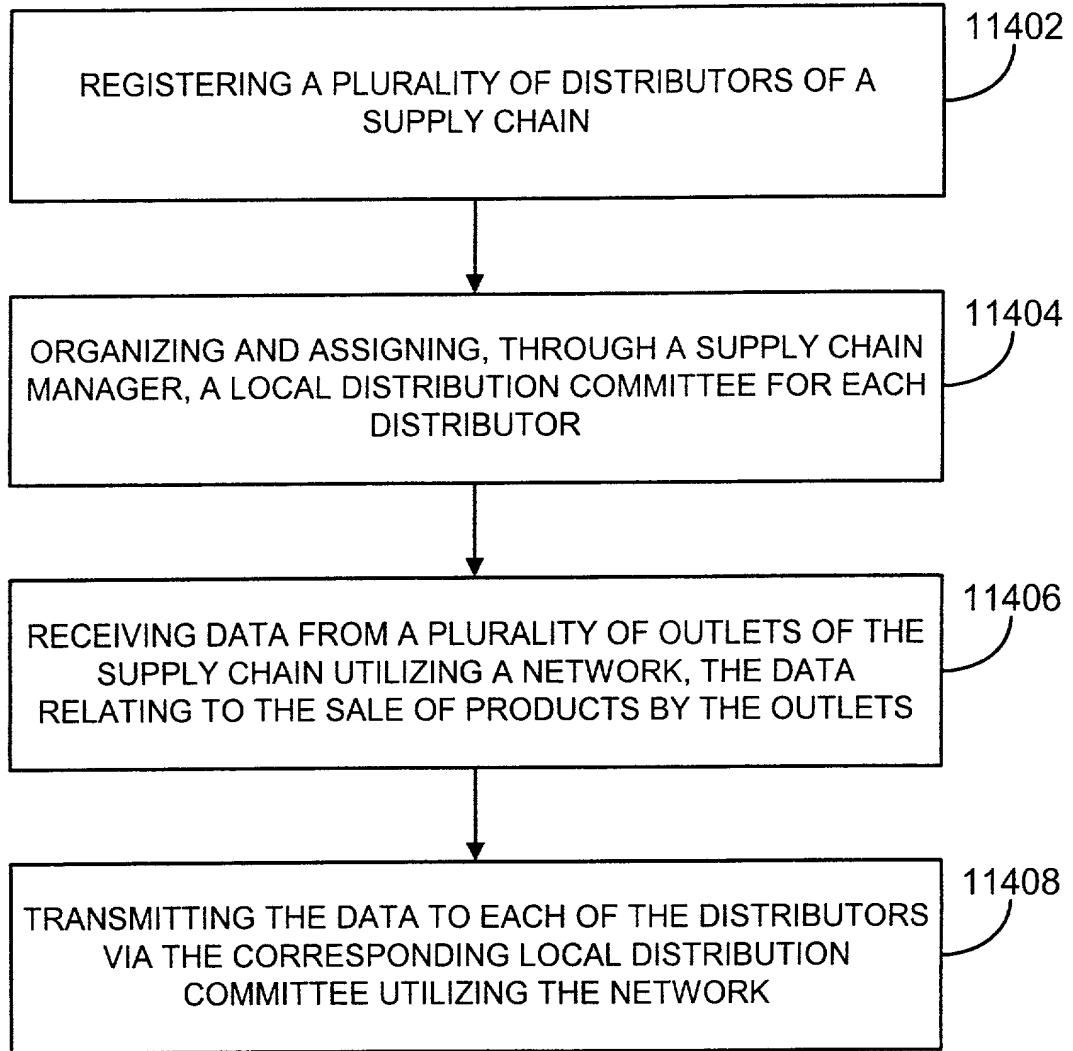 11402
REGISTERING A PLURALITY OF DISTRIBUTORS OF A
SUPPLY CHAIN
11404
ORGANIZING AND ASSIGNING, THROUGH A SUPPLY CHAIN
MANAGER, A LOCAL DISTRIBUTION COMMITTEE FOR EACH
DISTRIBUTOR
11406
RECEIVING DATA FROM A PLURALITY OF OUTLETS OF THE
SUPPLY CHAIN UTILIZING A NETWORK, THE DATA
RELATING TO THE SALE OF PRODUCTS BY THE OUTLETS
11408
TRANSMITTING THE DATA TO EACH OF THE DISTRIBUTORS
VIA THE CORRESPONDING LOCAL DISTRIBUTION
COMMITTEE UTILIZING THE NETWORK